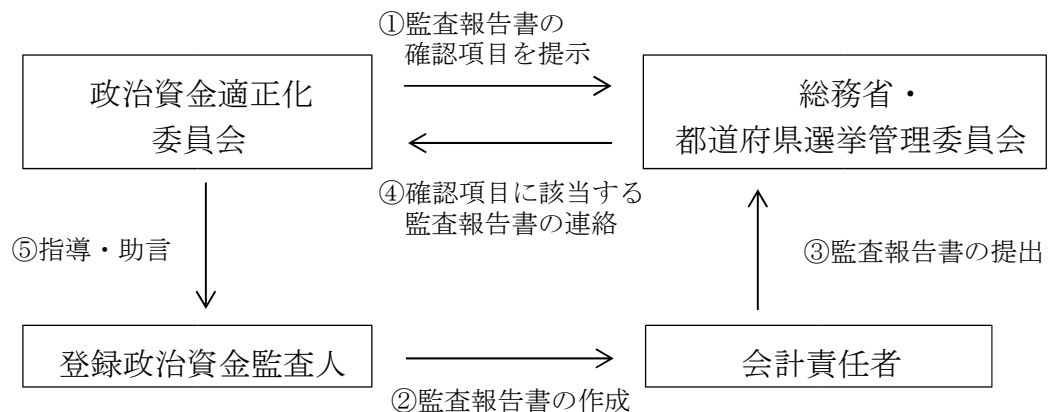 ①監査報告書の
確認項目を提示
政治資金適正化
委員会
総務省・
都道府県選挙管理委員会
④確認項目に該当する
監査報告書の連絡
⑤指導・助言
③監査報告書の提出
登録政治資金監査人
会計責任者
②監査報告書の作成